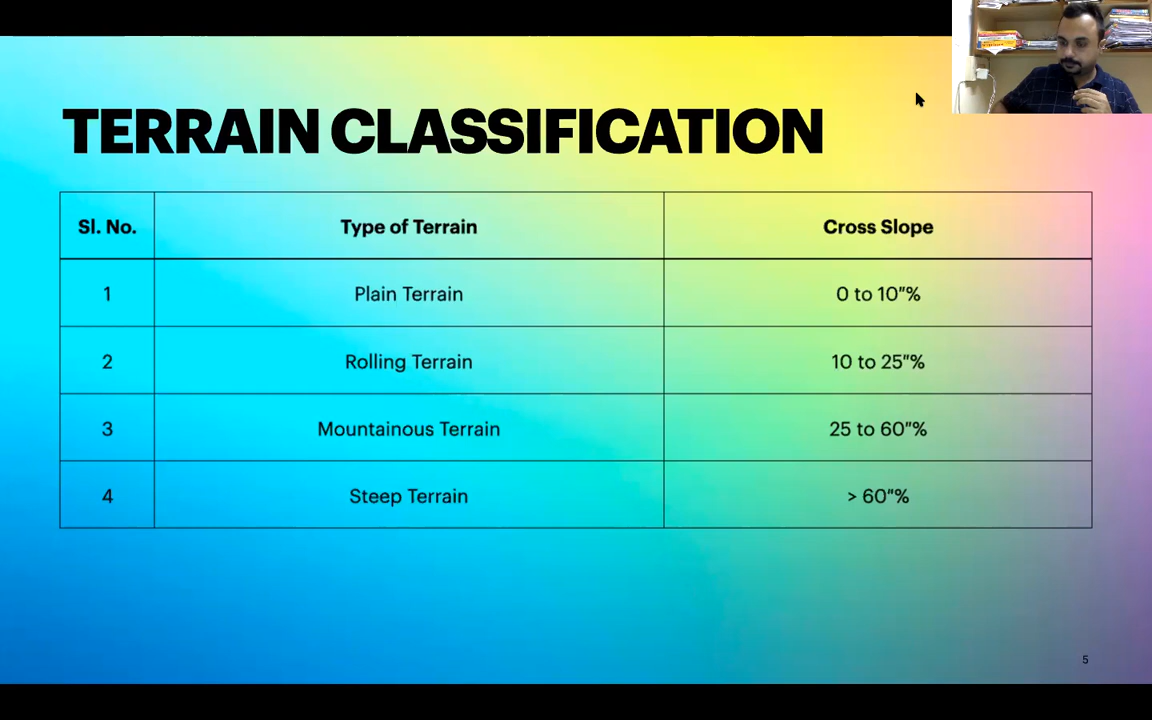 TERRAIN CLASSIFICATION
Sl. No. Type of Terrain Cross Slope
1 Plain Terrain 0 to 10"%
2 Rolling Terrain 10 to 25"%
3 Mountainous Terrain 25 to 60"%
4 Steep Terrain > 60"%
5